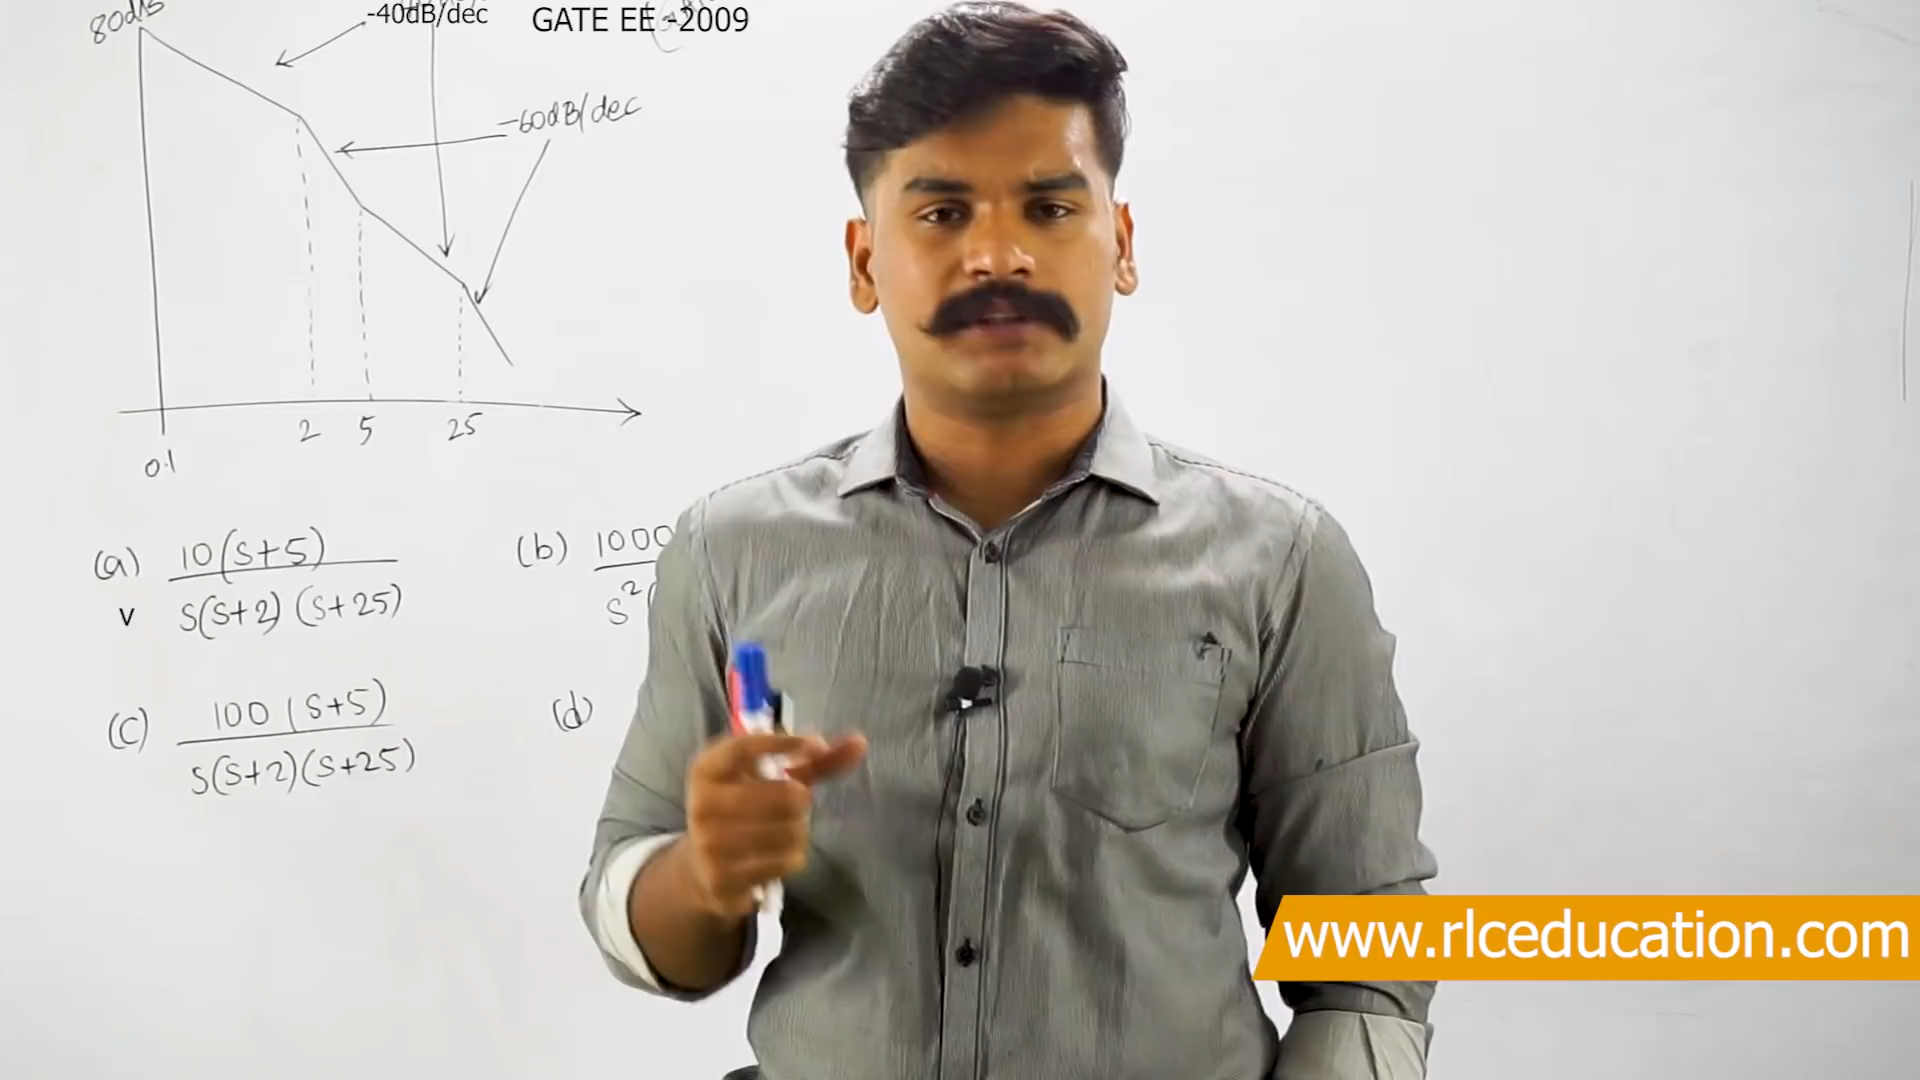 80dB
-40dB/dec
GATE EE -2009
-60dB/dec
2 5 25
0.1
(a) 10(s+5)
s(s+2)(s+25)
v
(b) 1000
s²(
(c) 100(s+5)
s(s+2)(s+25)
(d)
www.rlceducation.com